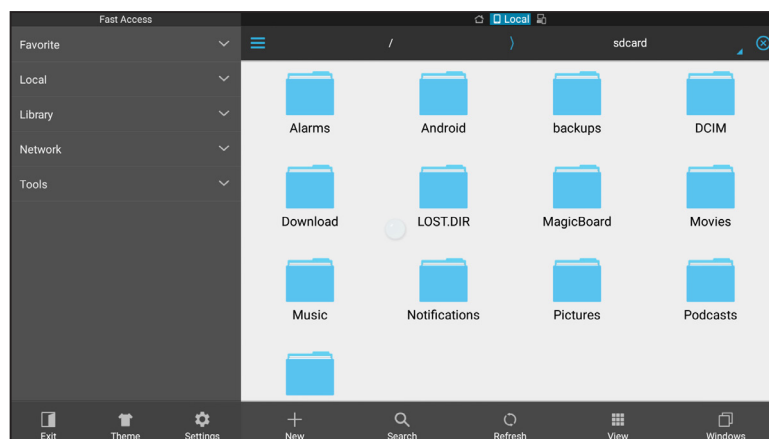 Fast Access
Local
Favorite
Local
Library
Network
Tools
/ sdcard
Alarms Android backups DCIM
Download LOST.DIR MagicBoard Movies
Music Notifications Pictures Podcasts
Exit Theme Settings New Search Refresh View Windows